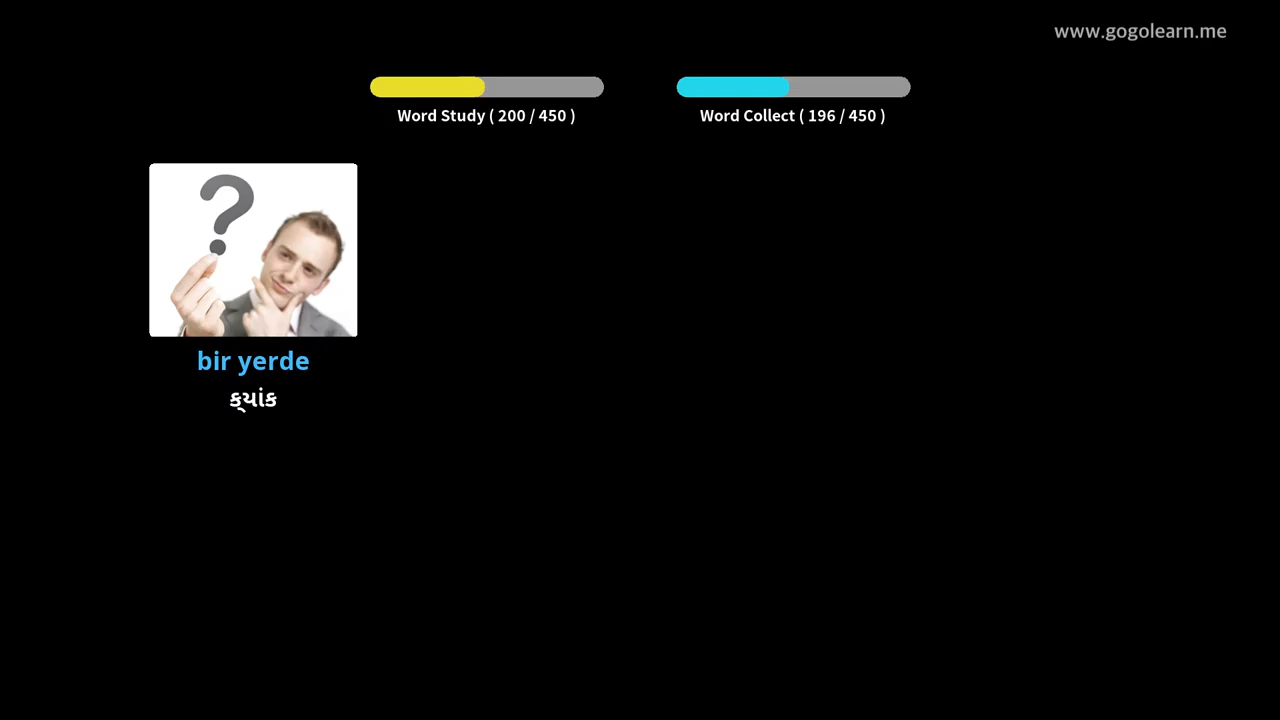 www.gogolearn.me
Word Study ( 200 / 450 )
Word Collect ( 196 / 450 )
?
bir yerde
ક્યાંક